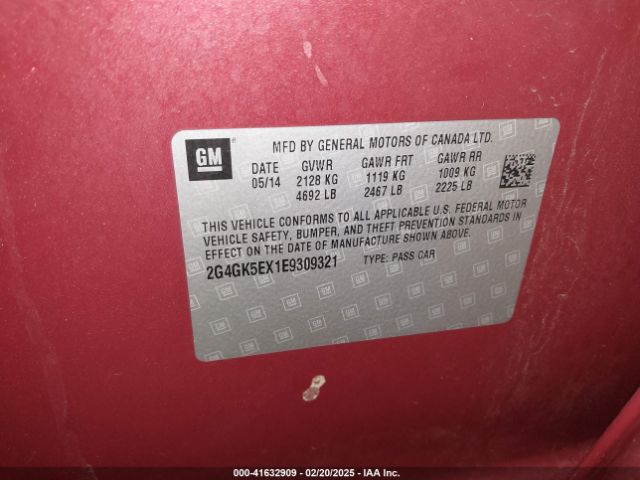 GM
MFD BY GENERAL MOTORS OF CANADA LTD.
DATE GVWR GAWR FRT GAWR RR
05/14 2128 KG 1119 KG 1009 KG
4692 LB 2467 LB 2225 LB
THIS VEHICLE CONFORMS TO ALL APPLICABLE U.S. FEDERAL MOTOR
VEHICLE SAFETY, BUMPER, AND THEFT PREVENTION STANDARDS IN
EFFECT ON THE DATE OF MANUFACTURE SHOWN ABOVE.
2G4GK5EX1E9309321 TYPE: PASS CAR
000-41632909 - 02/20/2025 - IAA Inc.